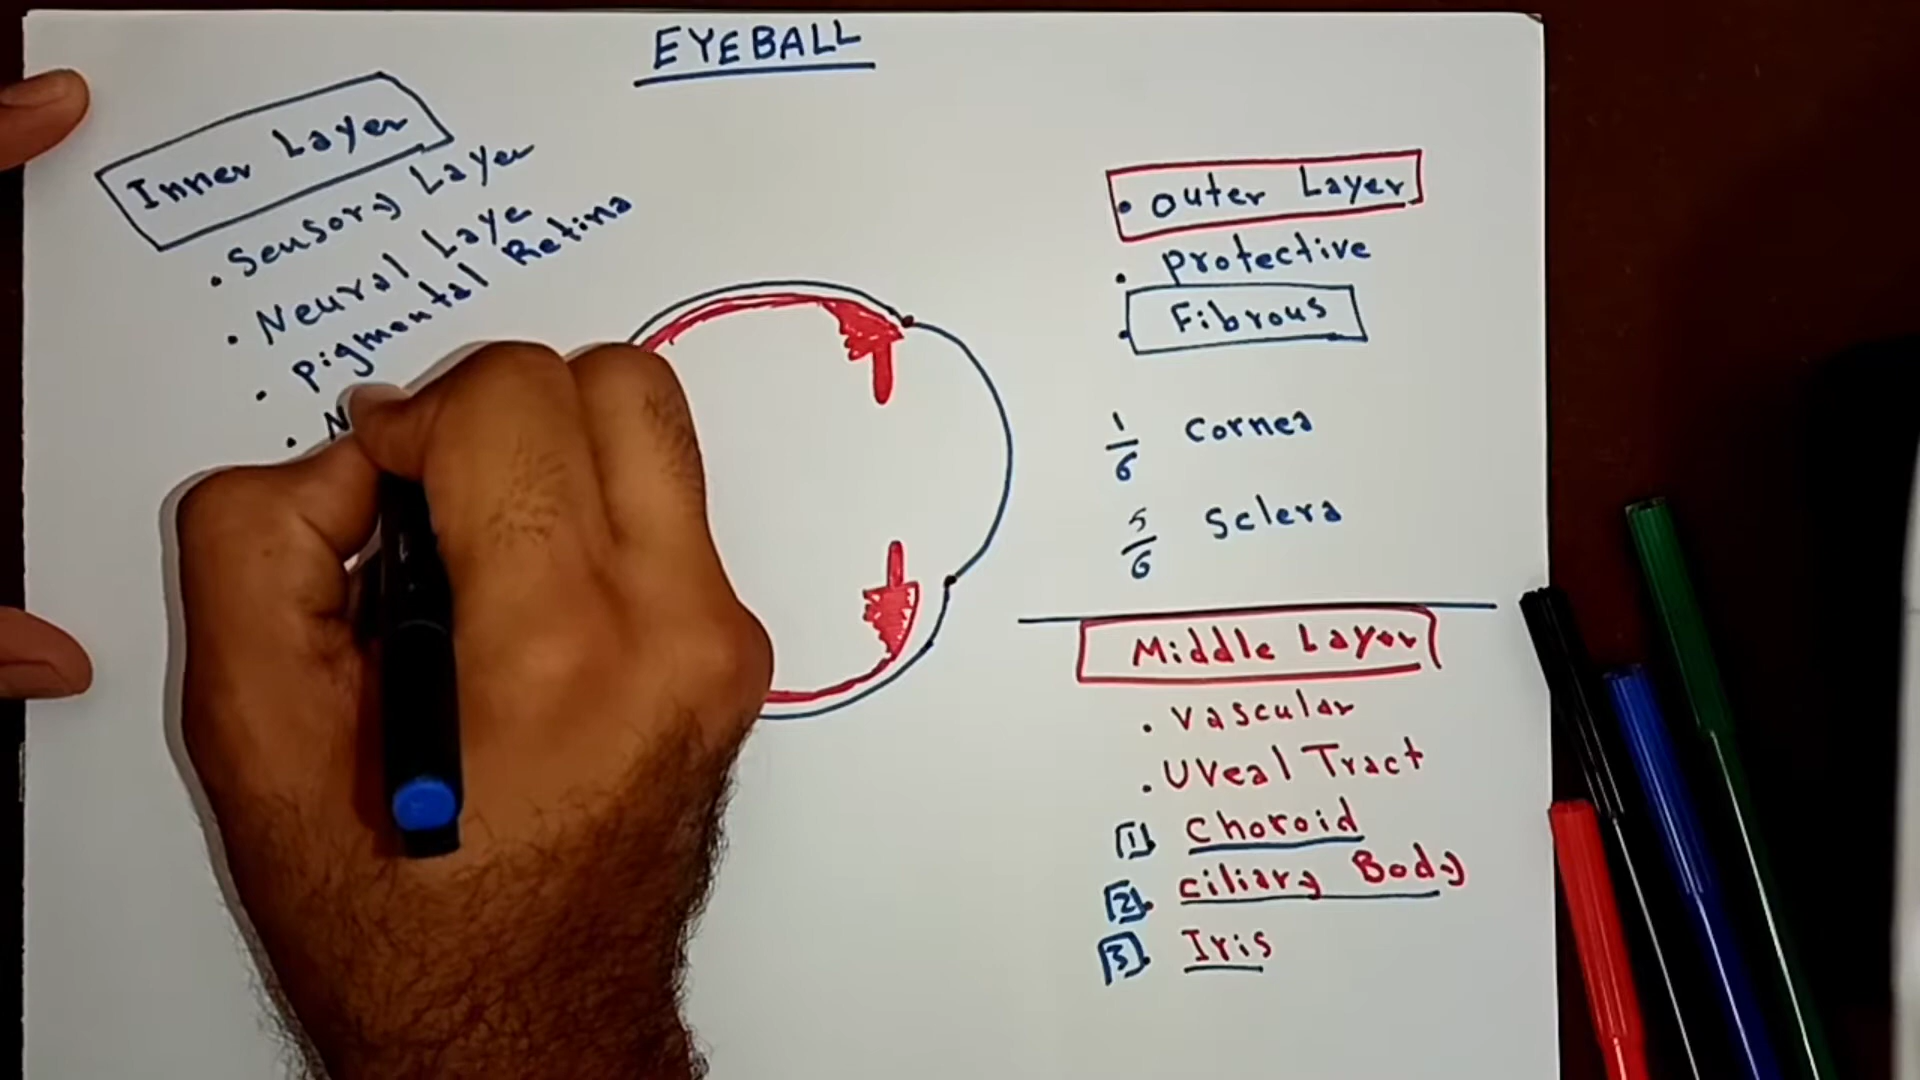 EYEBALL
Inner Layer
• Sensory Layer
• Neural Laye
• Pigmental Retina
• N
• Outer Layer
• Protective
• Fibrous
1/6 Cornea
5/6 Sclera
Middle Layer
• Vascular
• UVeal Tract
1. Choroid
2. Ciliary Body
3. Iris